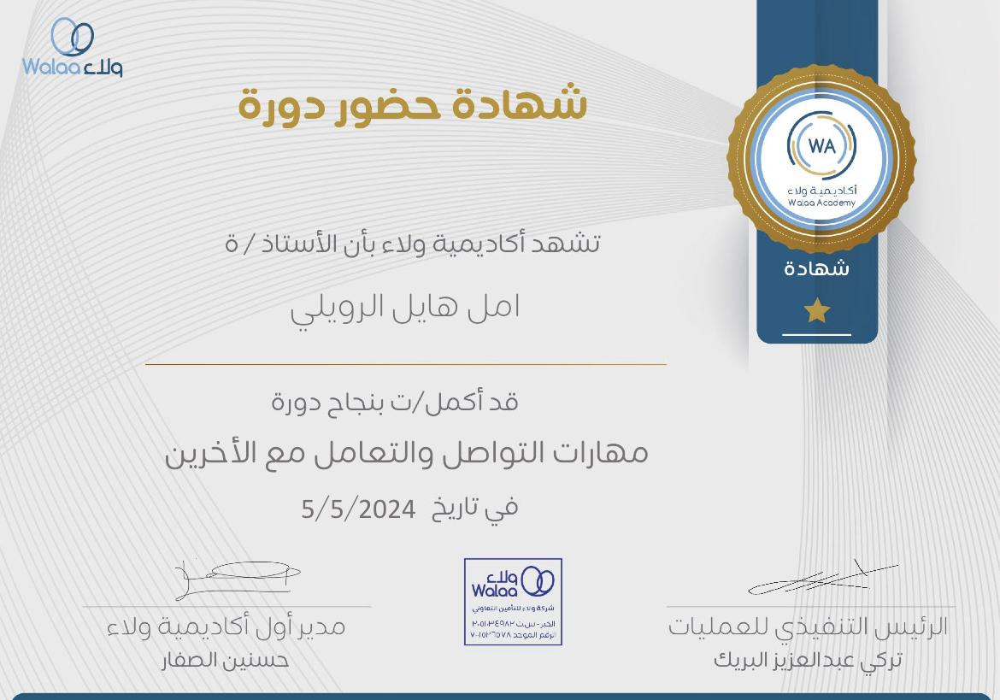 Walaa ولاء
شهادة حضور دورة
WA
أكاديمية ولاء
Walaa Academy
شهادة
تشهد أكاديمية ولاء بأن الأستاذ / ة
امل هايل الرويلي
قد أكمل/ت بنجاح دورة
مهارات التواصل والتعامل مع الأخرين
في تاريخ 5/5/2024
الرئيس التنفيذي للعمليات
تركي عبدالعزيز البريك
ولاء
Walaa
شركة ولاء للتأمين التعاوني
الخبر - س.ت ٢٠٥١٠٣٤٩٨٢
الرقم الموحد ٧٠٠١٥٢٦٥٧٨
مدير أول أكاديمية ولاء
حسنين الصفار